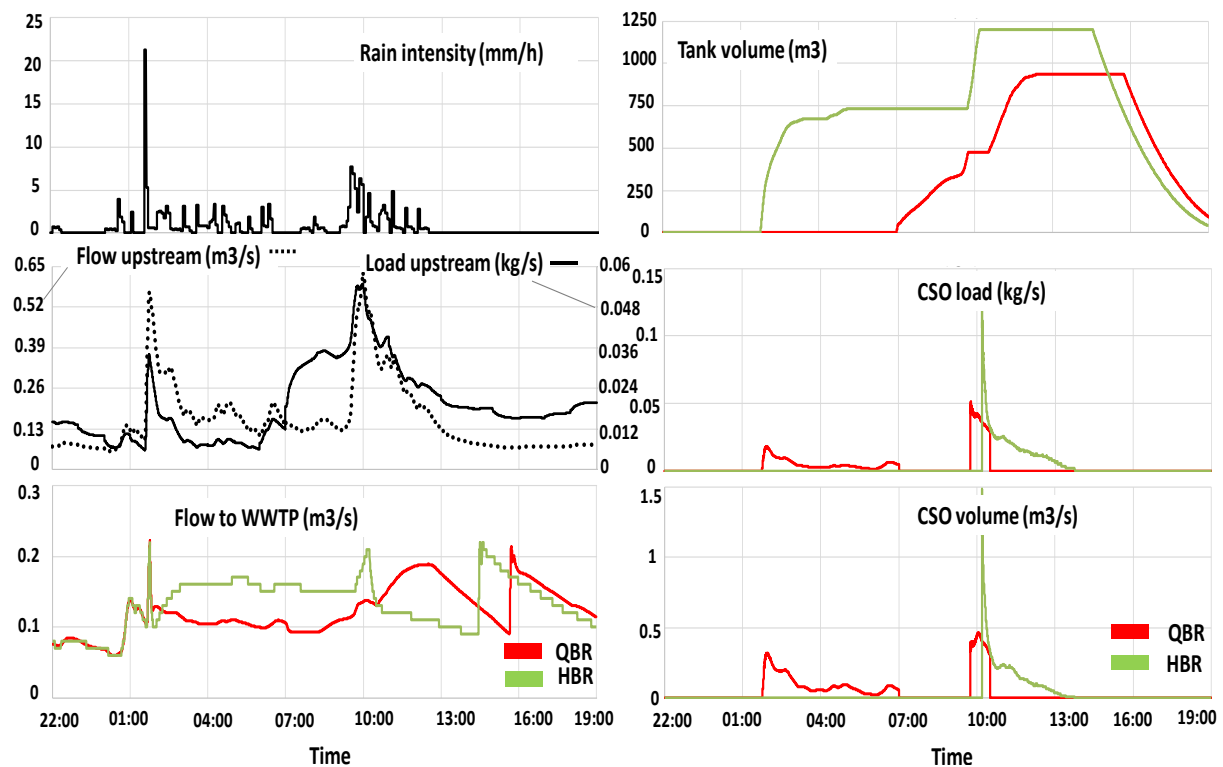 25
20
15
10
5
0
Rain intensity (mm/h)
Flow upstream (m3/s)
Load upstream (kg/s)
0.65
0.52
0.39
0.26
0.13
0
0.06
0.048
0.036
0.024
0.012
0
Flow to WWTP (m3/s)
0.3
0.2
0.1
0
QBR
HBR
22:00 01:00 04:00 07:00 10:00 13:00 16:00 19:00
Time
Tank volume (m3)
1250
1000
750
500
250
0
CSO load (kg/s)
0.15
0.1
0.05
0
CSO volume (m3/s)
1.5
1
0.5
0
QBR
HBR
22:00 01:00 04:00 07:00 10:00 13:00 16:00 19:00
Time